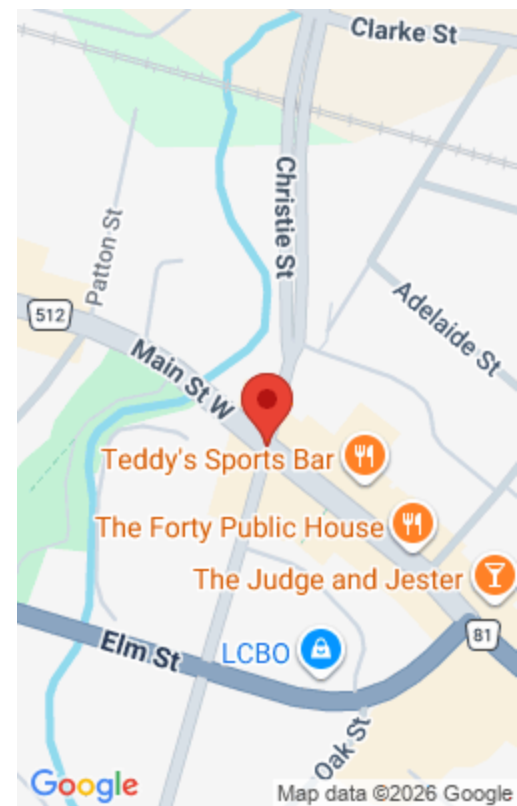 Clarke St
Christie St
Patton St
512
Adelaide St
Main St W
Teddy's Sports Bar
The Forty Public House
The Judge and Jester
81
Elm St
LCBO
Oak St
Google
Map data ©2026 Google